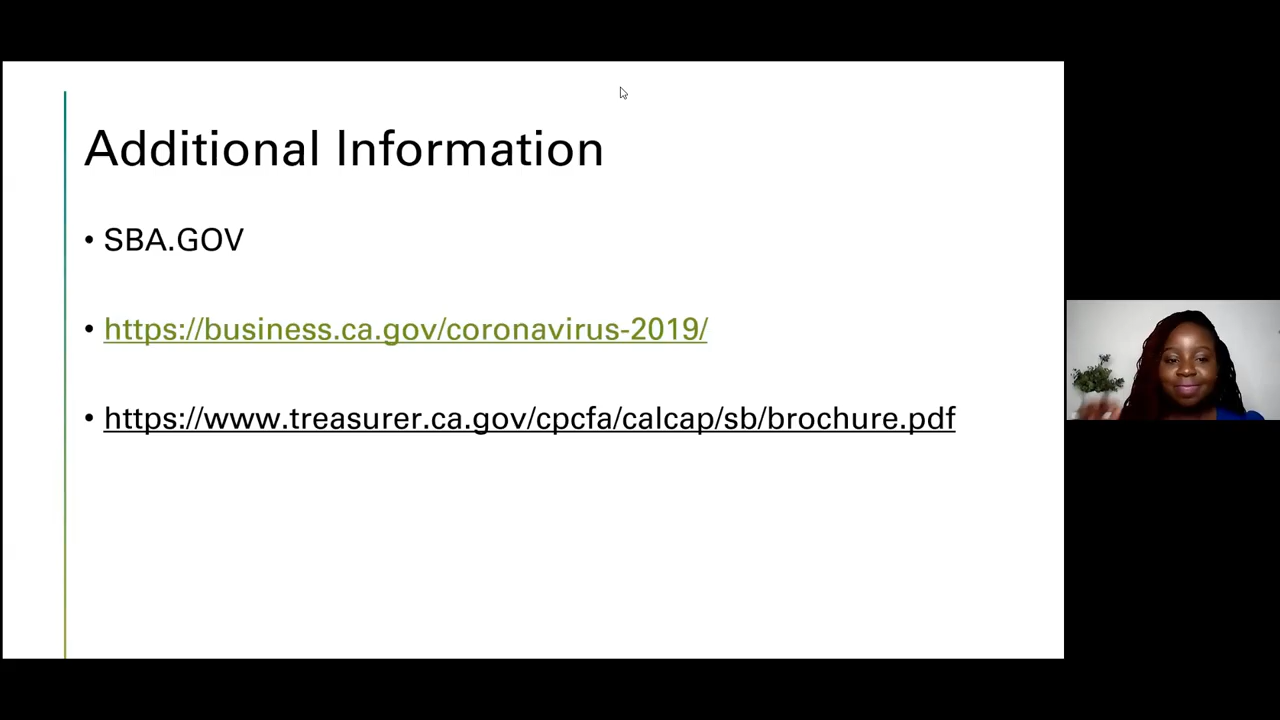 Additional Information
• SBA.GOV
• https://business.ca.gov/coronavirus-2019/
• https://www.treasurer.ca.gov/cpcfa/calcap/sb/brochure.pdf